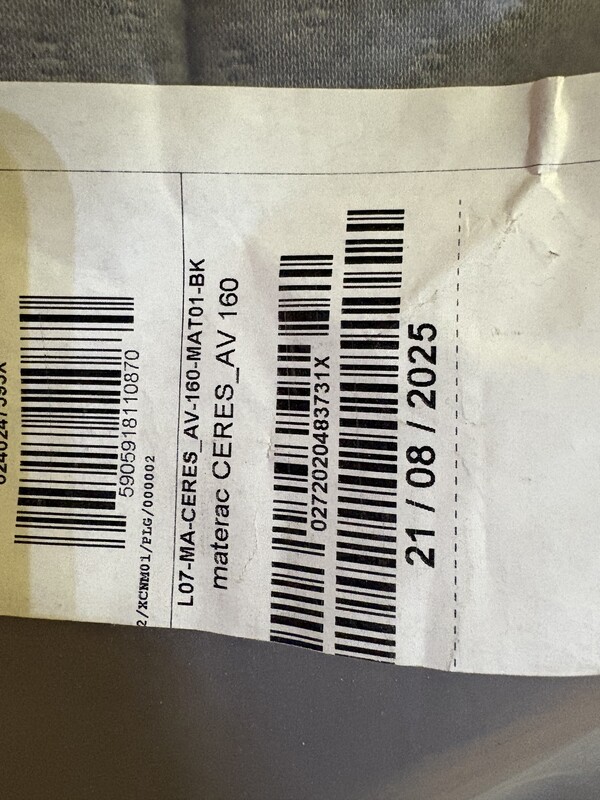 5905918110870
2/XCNM01/PLG/000002
L07-MA-CERES_AV-160-MAT01-BK
materac CERES_AV 160
0272020483731X
21 / 08 / 2025